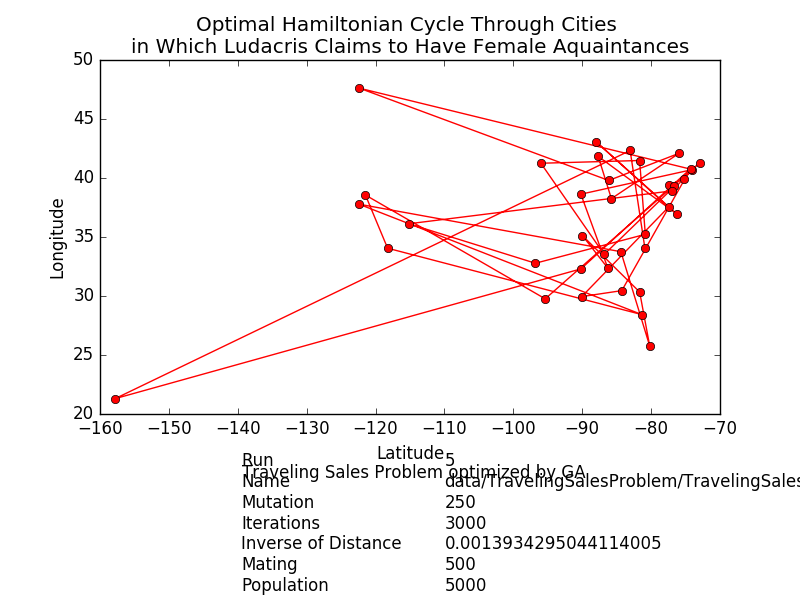 Optimal Hamiltonian Cycle Through Cities
in Which Ludacris Claims to Have Female Aquaintances
50
45
40
35
30
25
20
Longitude
−160 −150 −140 −130 −120 −110 −100 −90 −80 −70
Latitude
Run 5
Traveling Sales Problem optimized by GA
Name data/TravelingSalesProblem/TravelingSales
Mutation 250
Iterations 3000
Inverse of Distance 0.0013934295044114005
Mating 500
Population 5000